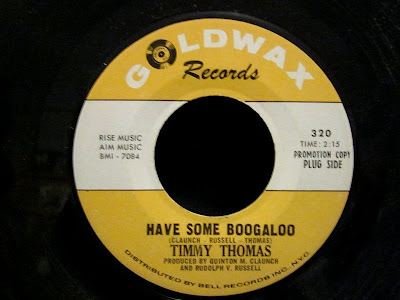 GOLDWAX
Records
RISE MUSIC
AIM MUSIC
BMI - 7084
320
TIME: 2:15
PROMOTION COPY
PLUG SIDE
HAVE SOME BOOGALOO
(CLAUNCH - RUSSELL - THOMAS)
TIMMY THOMAS
PRODUCED BY QUINTON M. CLAUNCH
AND RUDOLPH V. RUSSELL
DISTRIBUTED BY BELL RECORDS INC. NYC